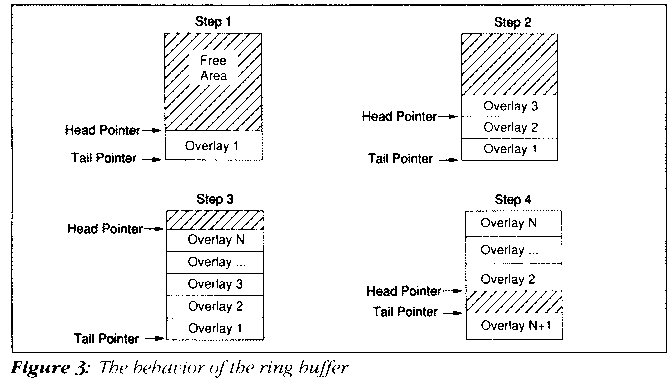 Step 1
Free
Area
Head Pointer
Overlay 1
Tail Pointer
Step 2
Overlay 3
Head Pointer
Overlay 2
Overlay 1
Tail Pointer
Step 3
Head Pointer
Overlay N
Overlay ...
Overlay 3
Overlay 2
Overlay 1
Tail Pointer
Step 4
Overlay N
Overlay ...
Overlay 2
Head Pointer
Tail Pointer
Overlay N+1
Figure 3: The behavior of the ring buffer